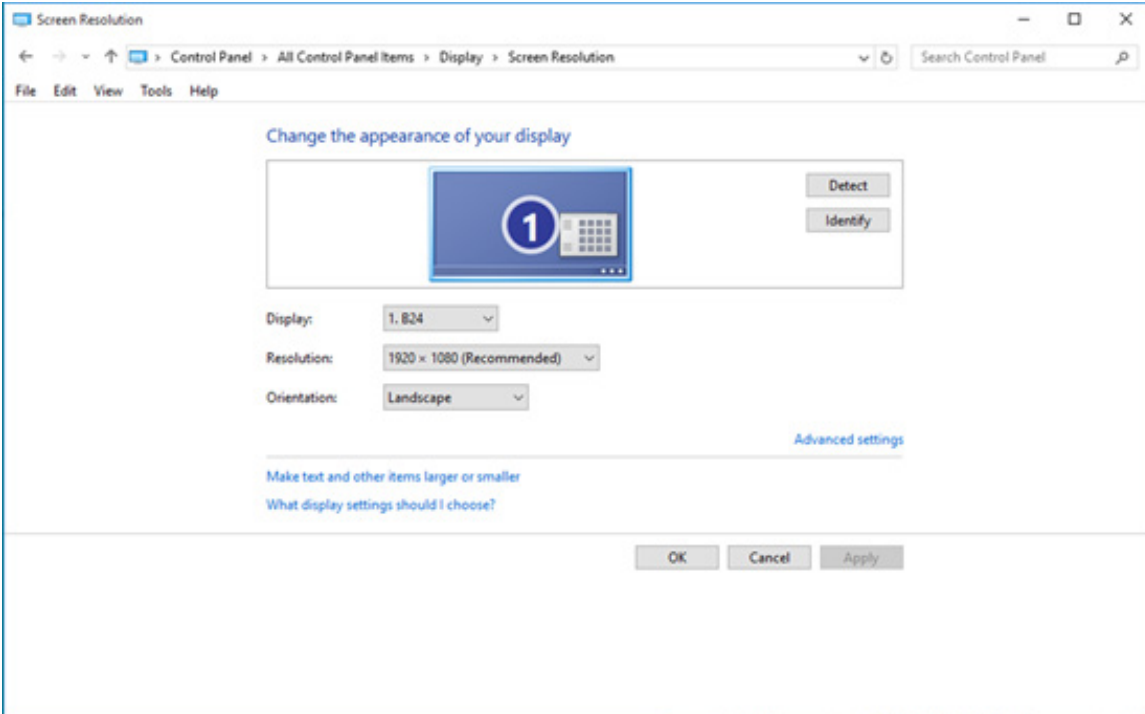 Screen Resolution
Control Panel > All Control Panel Items > Display > Screen Resolution
Search Control Panel
File Edit View Tools Help
Change the appearance of your display
1
Detect
Identify
Display: 1. B24
Resolution: 1920 × 1080 (Recommended)
Orientation: Landscape
Advanced settings
Make text and other items larger or smaller
What display settings should I choose?
OK Cancel Apply